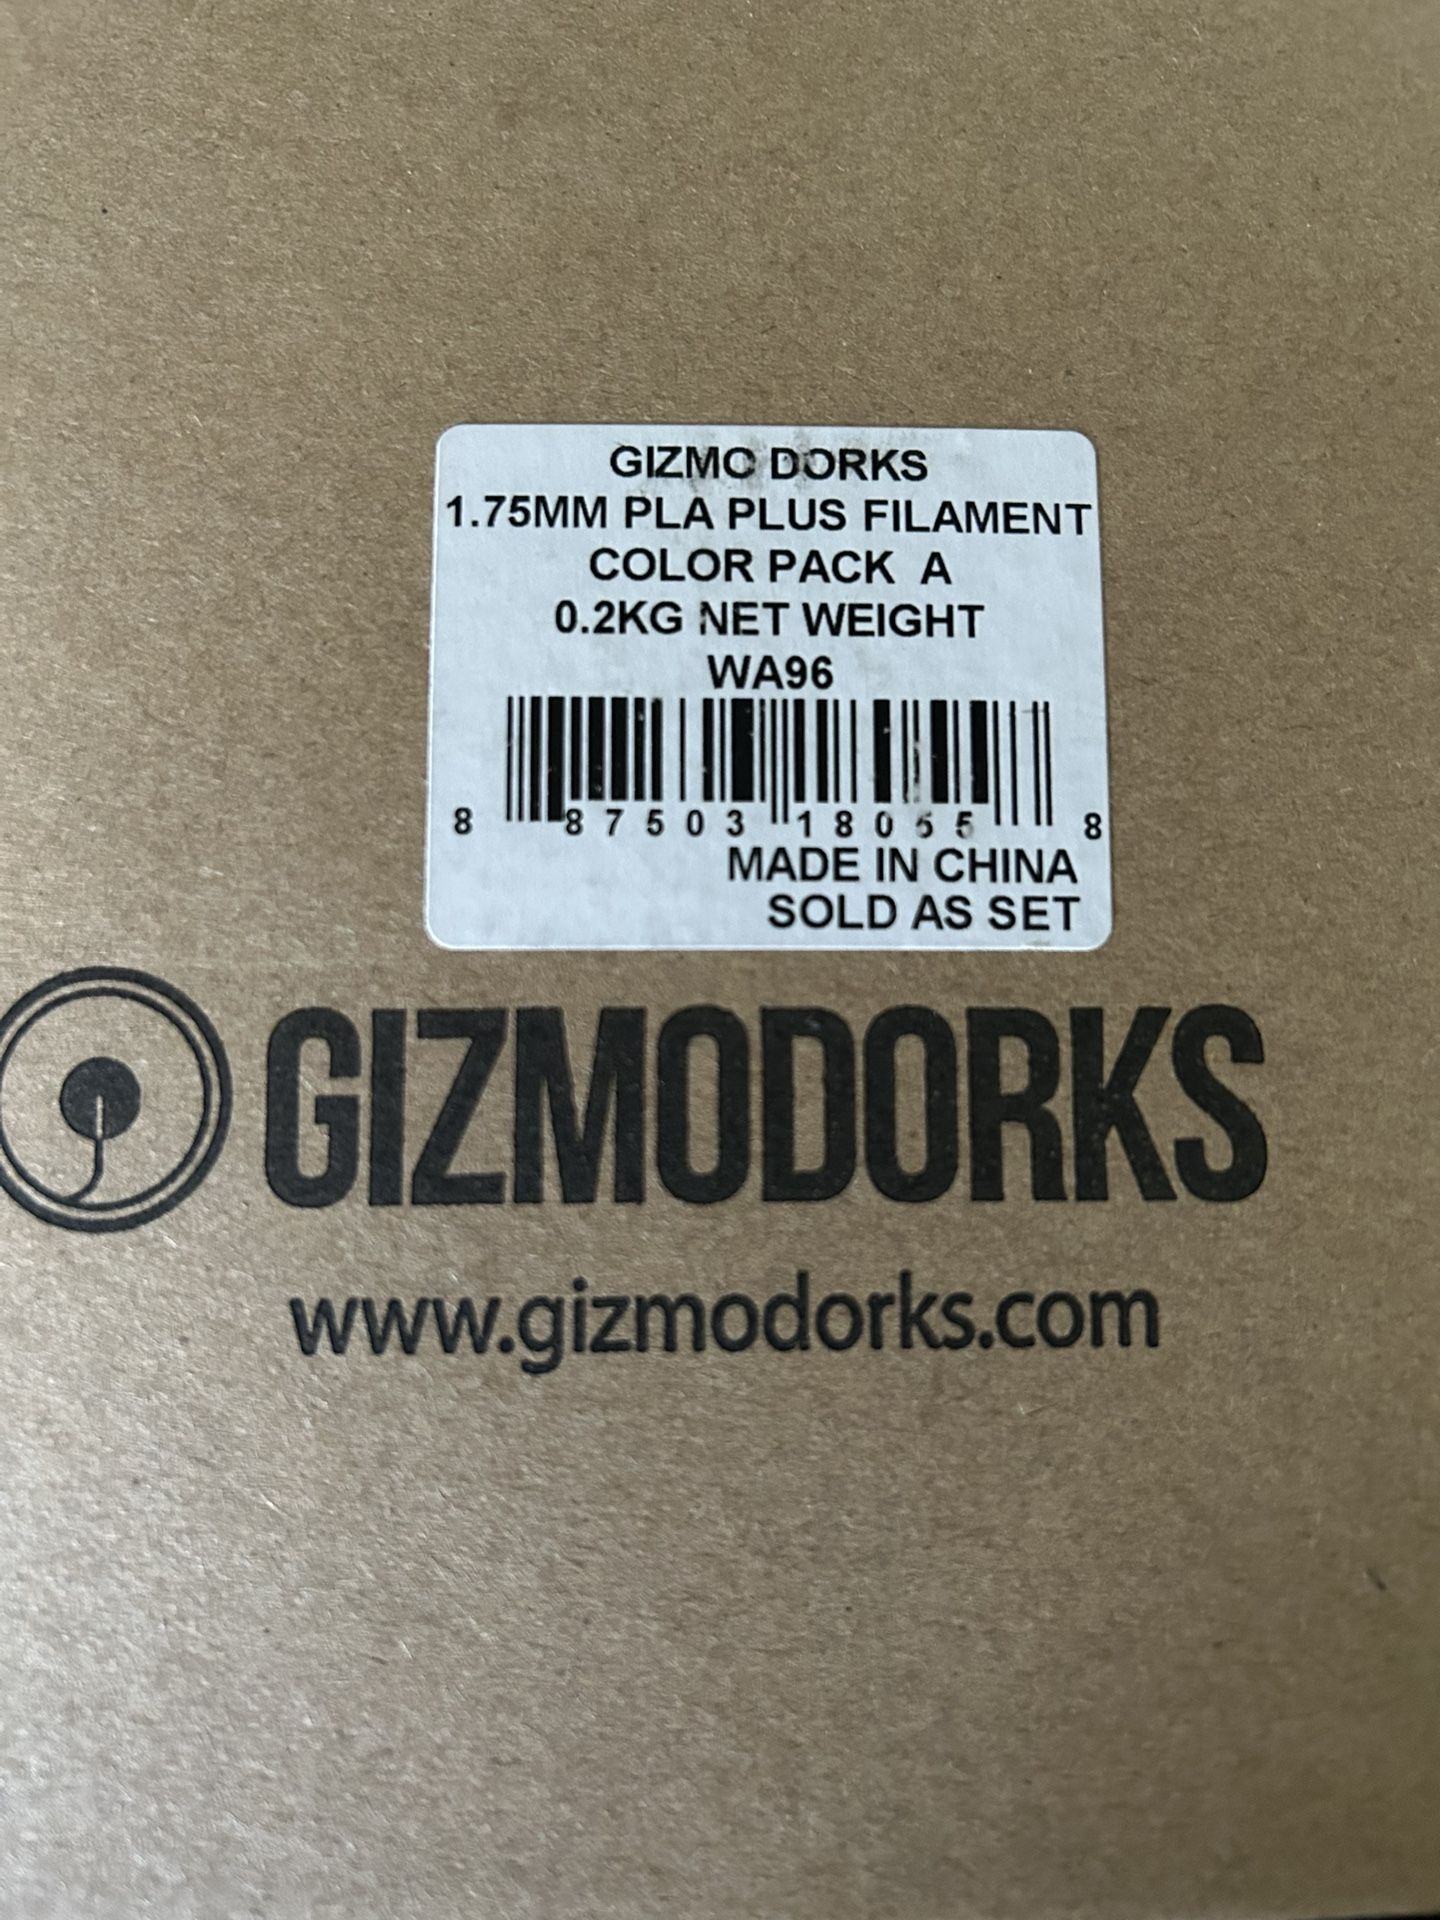 GIZMO DORKS
1.75MM PLA PLUS FILAMENT
COLOR PACK A
0.2KG NET WEIGHT
WA96
8 87503 18055 8
MADE IN CHINA
SOLD AS SET
GIZMODORKS
www.gizmodorks.com